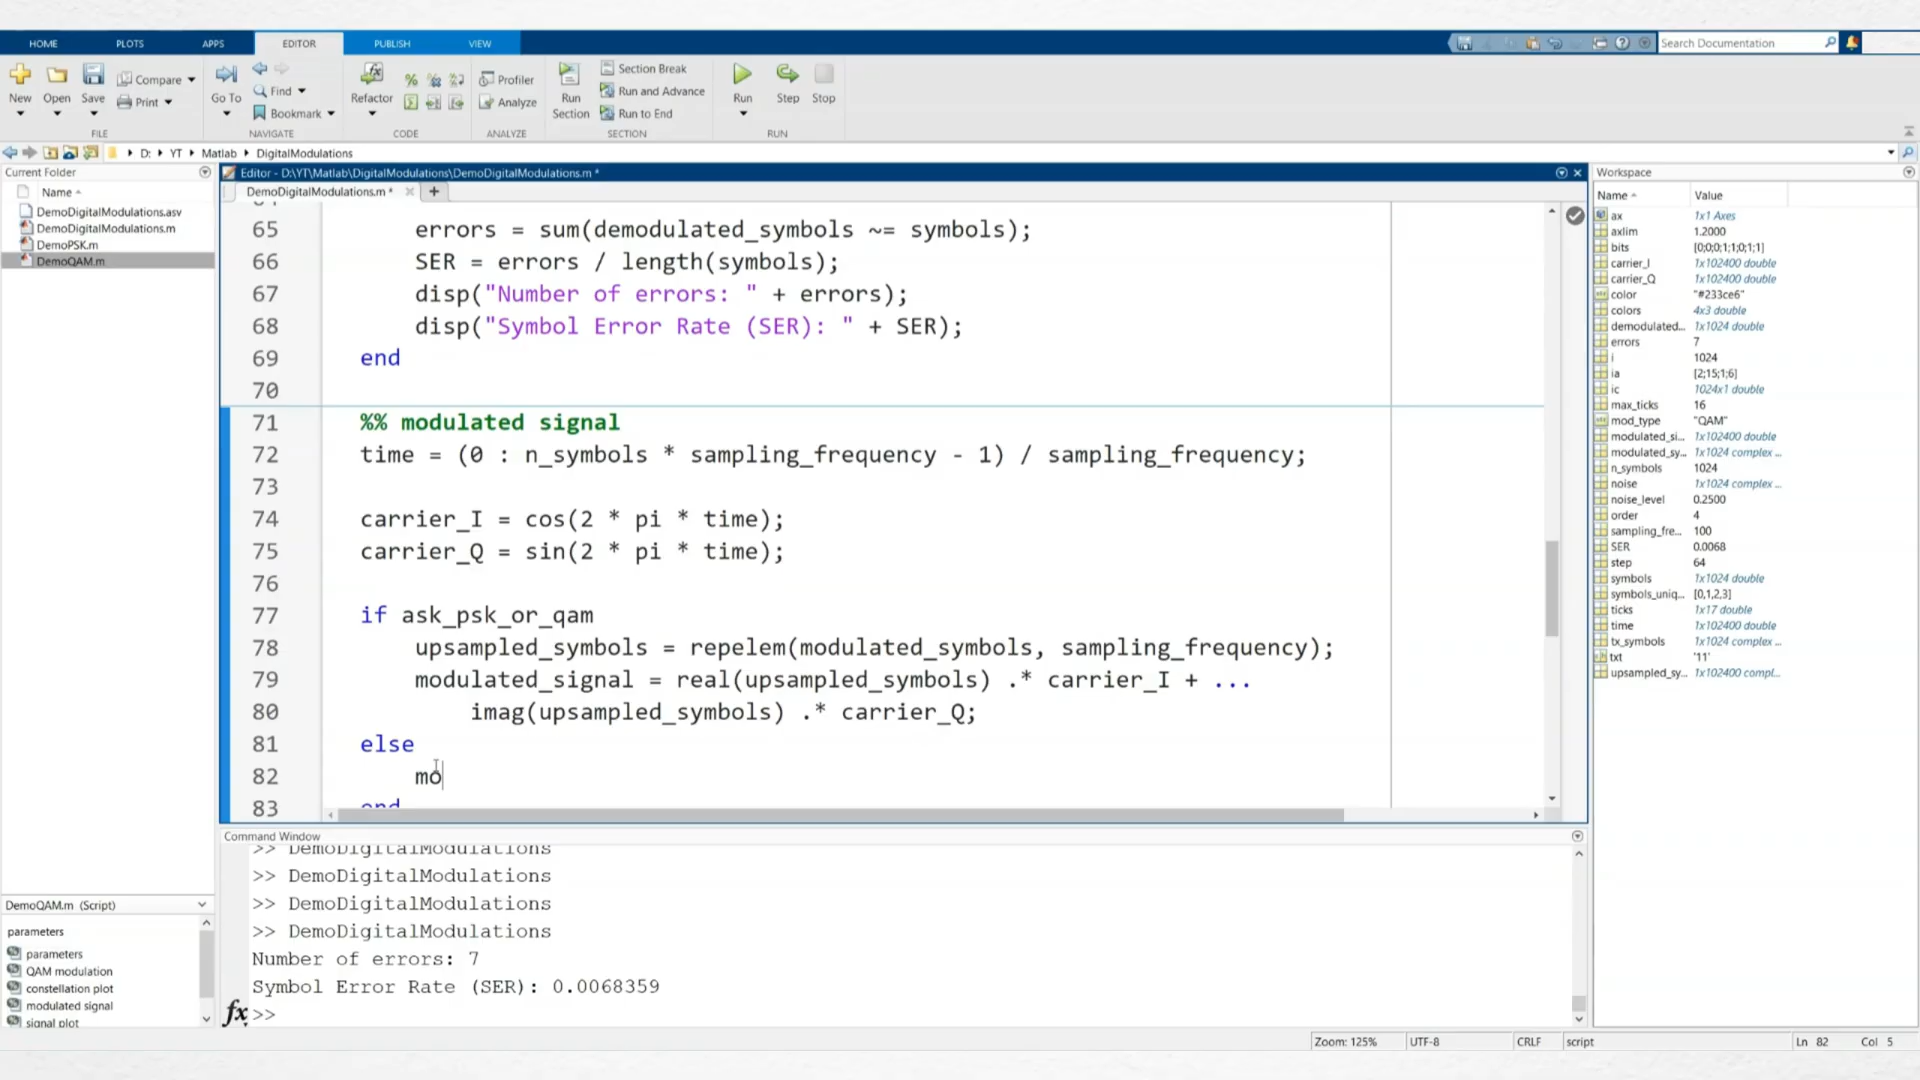 HOME PLOTS APPS EDITOR PUBLISH VIEW
Search Documentation
New Open Save Compare Print
Go To Find Bookmark
Refactor
Profiler
Analyze
Run Section
Section Break
Run and Advance
Run to End
Run Step Stop
FILE NAVIGATE CODE ANALYZE SECTION RUN
D: YT Matlab DigitalModulations
Current Folder
Name
DemoDigitalModulations.asv
DemoDigitalModulations.m
DemoPSK.m
DemoQAM.m
DemoQAM.m (Script)
parameters
parameters
QAM modulation
constellation plot
modulated signal
signal plot
Editor - D:\YT\Matlab\DigitalModulations\DemoDigitalModulations.m *
DemoDigitalModulations.m * +
65 errors = sum(demodulated_symbols ~= symbols);
66 SER = errors / length(symbols);
67 disp("Number of errors: " + errors);
68 disp("Symbol Error Rate (SER): " + SER);
69 end
70
71 %% modulated signal
72 time = (0 : n_symbols * sampling_frequency - 1) / sampling_frequency;
73
74 carrier_I = cos(2 * pi * time);
75 carrier_Q = sin(2 * pi * time);
76
77 if ask_psk_or_qam
78 upsampled_symbols = repelem(modulated_symbols, sampling_frequency);
79 modulated_signal = real(upsampled_symbols) .* carrier_I + ...
80 imag(upsampled_symbols) .* carrier_Q;
81 else
82 mo
83 end
Command Window
>> DemoDigitalModulations
>> DemoDigitalModulations
>> DemoDigitalModulations
>> DemoDigitalModulations
Number of errors: 7
Symbol Error Rate (SER): 0.0068359
fx >>
Workspace
Name Value
ax 1x1 Axes
axlim 1.2000
bits [0;0;0;1;1;0;1;1]
carrier_I 1x102400 double
carrier_Q 1x102400 double
color "#233ce6"
colors 4x3 double
demodulated... 1x1024 double
errors 7
i 1024
ia [2;15;1;6]
ic 1024x1 double
max_ticks 16
mod_type "QAM"
modulated_si... 1x102400 double
modulated_sy... 1x1024 complex ...
n_symbols 1024
noise 1x1024 complex ...
noise_level 0.2500
order 4
sampling_fre... 100
SER 0.0068
step 64
symbols 1x1024 double
symbols_uniq... [0,1,2,3]
ticks 1x17 double
time 1x102400 double
tx_symbols 1x1024 complex ...
txt '11'
upsampled_sy... 1x102400 compl...
Zoom: 125% UTF-8 CRLF script Ln 82 Col 5